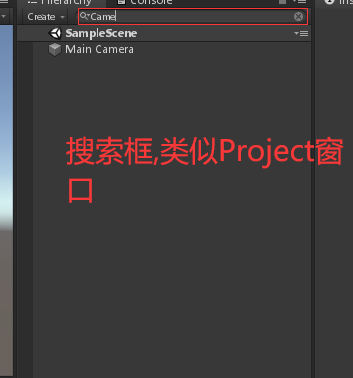 Hierarchy Console
Create Came
SampleScene
Main Camera
搜索框,类似Project窗
口